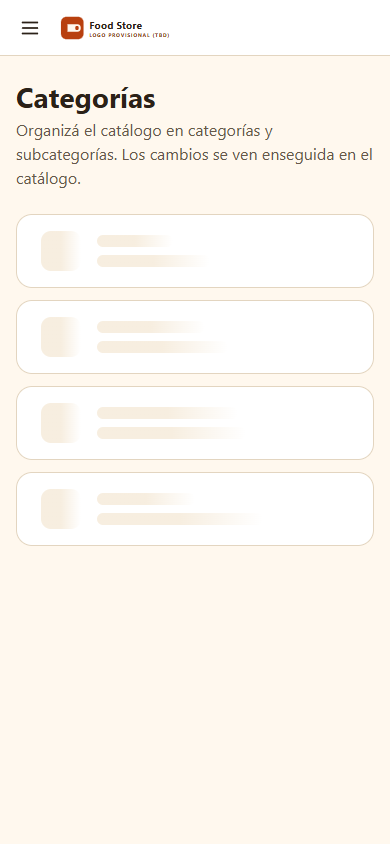 Food Store
LOGO PROVISIONAL (TBD)
Categorías
Organizá el catálogo en categorías y
subcategorías. Los cambios se ven enseguida en el
catálogo.